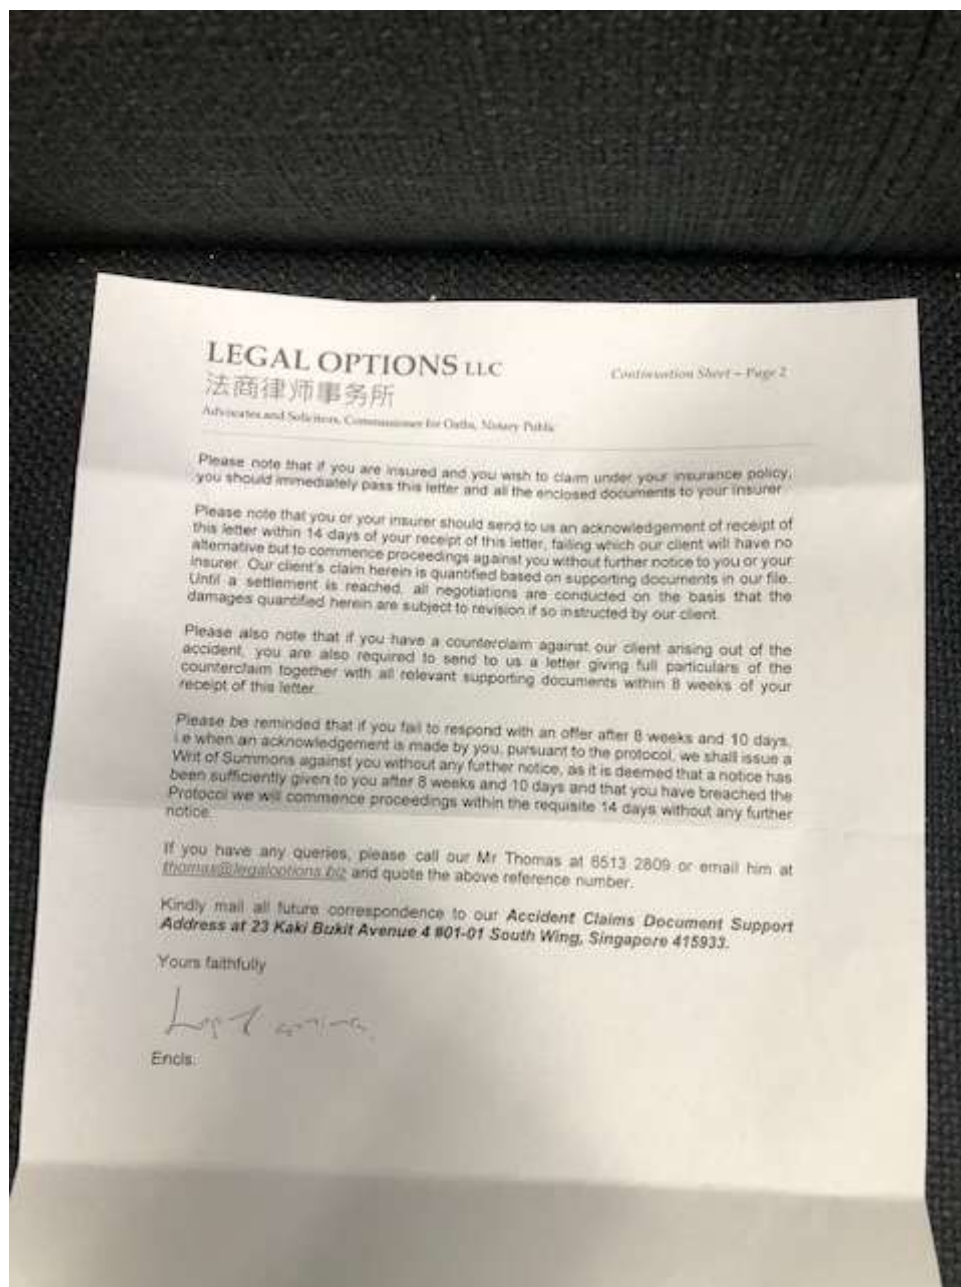 LEGAL OPTIONS LLC
Continuation Sheet – Page 2
法商律师事务所
Advocates and Solicitors, Commissioner for Oaths, Notary Public
Please note that if you are insured and you wish to claim under your insurance policy,
you should immediately pass this letter and all the enclosed documents to your insurer
Please note that you or your insurer should send to us an acknowledgement of receipt of
this letter within 14 days of your receipt of this letter, failing which our client will have no
alternative but to commence proceedings against you without further notice to you or your
insurer. Our client's claim herein is quantified based on supporting documents in our file.
Until a settlement is reached, all negotiations are conducted on the basis that the
damages quantified herein are subject to revision if so instructed by our client.
Please also note that if you have a counterclaim against our client arising out of the
accident, you are also required to send to us a letter giving full particulars of the
counterclaim together with all relevant supporting documents within 8 weeks of your
receipt of this letter.
Please be reminded that if you fail to respond with an offer after 8 weeks and 10 days,
i.e when an acknowledgement is made by you, pursuant to the protocol, we shall issue a
Writ of Summons against you without any further notice, as it is deemed that a notice has
been sufficiently given to you after 8 weeks and 10 days and that you have breached the
Protocol we will commence proceedings within the requisite 14 days without any further
notice.
If you have any queries, please call our Mr Thomas at 6513 2809 or email him at
thomas@legaloptions.biz and quote the above reference number.
Kindly mail all future correspondence to our Accident Claims Document Support
Address at 23 Kaki Bukit Avenue 4 #01-01 South Wing, Singapore 415933.
Yours faithfully
Encls.